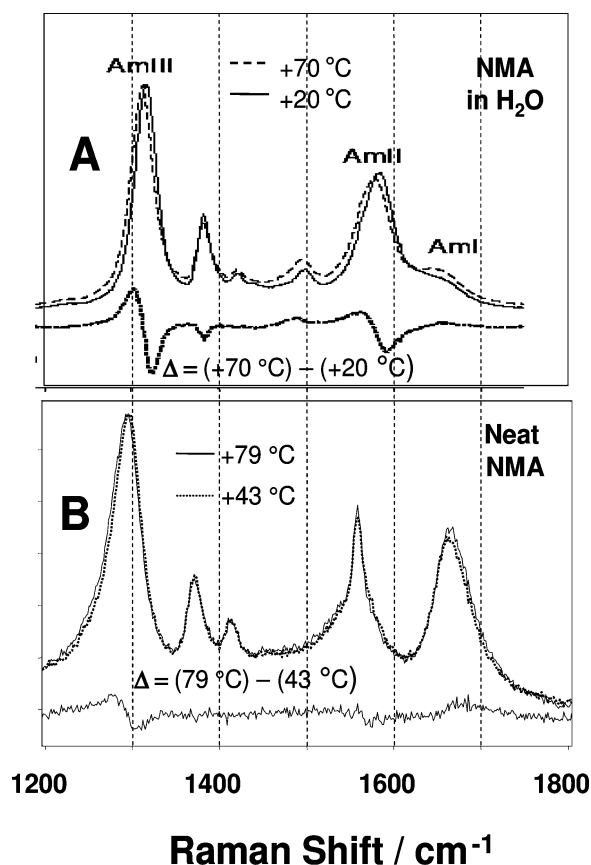 AmIII
+70 °C
+20 °C
NMA
in H₂O
A
AmII
AmI
Δ = (+70 °C) – (+20 °C)
+79 °C
+43 °C
Neat
NMA
B
Δ = (79 °C) – (43 °C)
1200 1400 1600 1800
Raman Shift / cm⁻¹